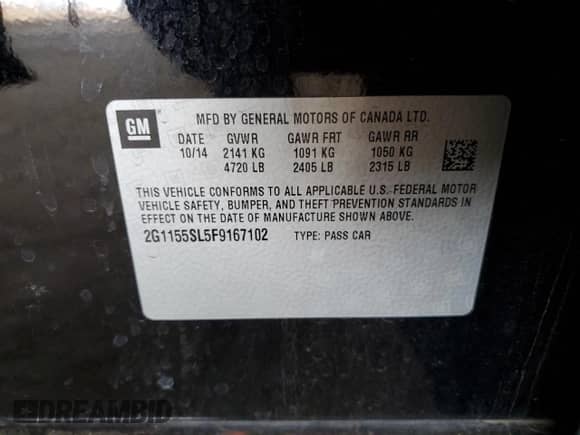 GM
MFD BY GENERAL MOTORS OF CANADA LTD.
DATE GVWR GAWR FRT GAWR RR
10/14 2141 KG 1091 KG 1050 KG
4720 LB 2405 LB 2315 LB
THIS VEHICLE CONFORMS TO ALL APPLICABLE U.S. FEDERAL MOTOR
VEHICLE SAFETY, BUMPER, AND THEFT PREVENTION STANDARDS IN
EFFECT ON THE DATE OF MANUFACTURE SHOWN ABOVE.
2G1155SL5F9167102 TYPE: PASS CAR
DREAMBID